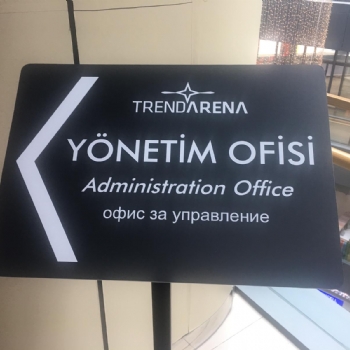 TRENDARENA
YÖNETİM OFİSİ
Administration Office
офис за управление